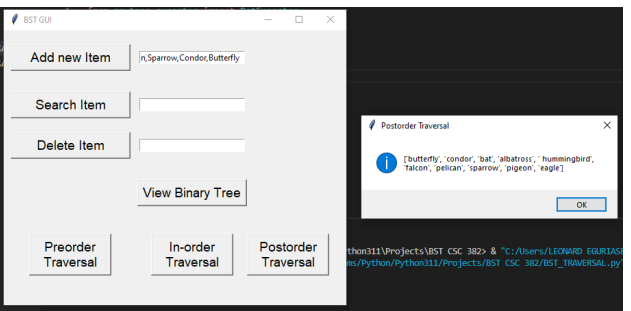 BST GUI
Add new Item
n,Sparrow,Condor,Butterfly
Search Item
Delete Item
View Binary Tree
Preorder
Traversal
In-order
Traversal
Postorder
Traversal
Postorder Traversal
['butterfly', 'condor', 'bat', 'albatross', ' hummingbird',
'falcon', 'pelican', 'sparrow', 'pigeon', 'eagle']
OK
ython311\Projects\BST CSC 382> & "C:/Users/LEONARD EGURIASE
ms/Python/Python311/Projects/BST CSC 382/BST_TRAVERSAL.py"